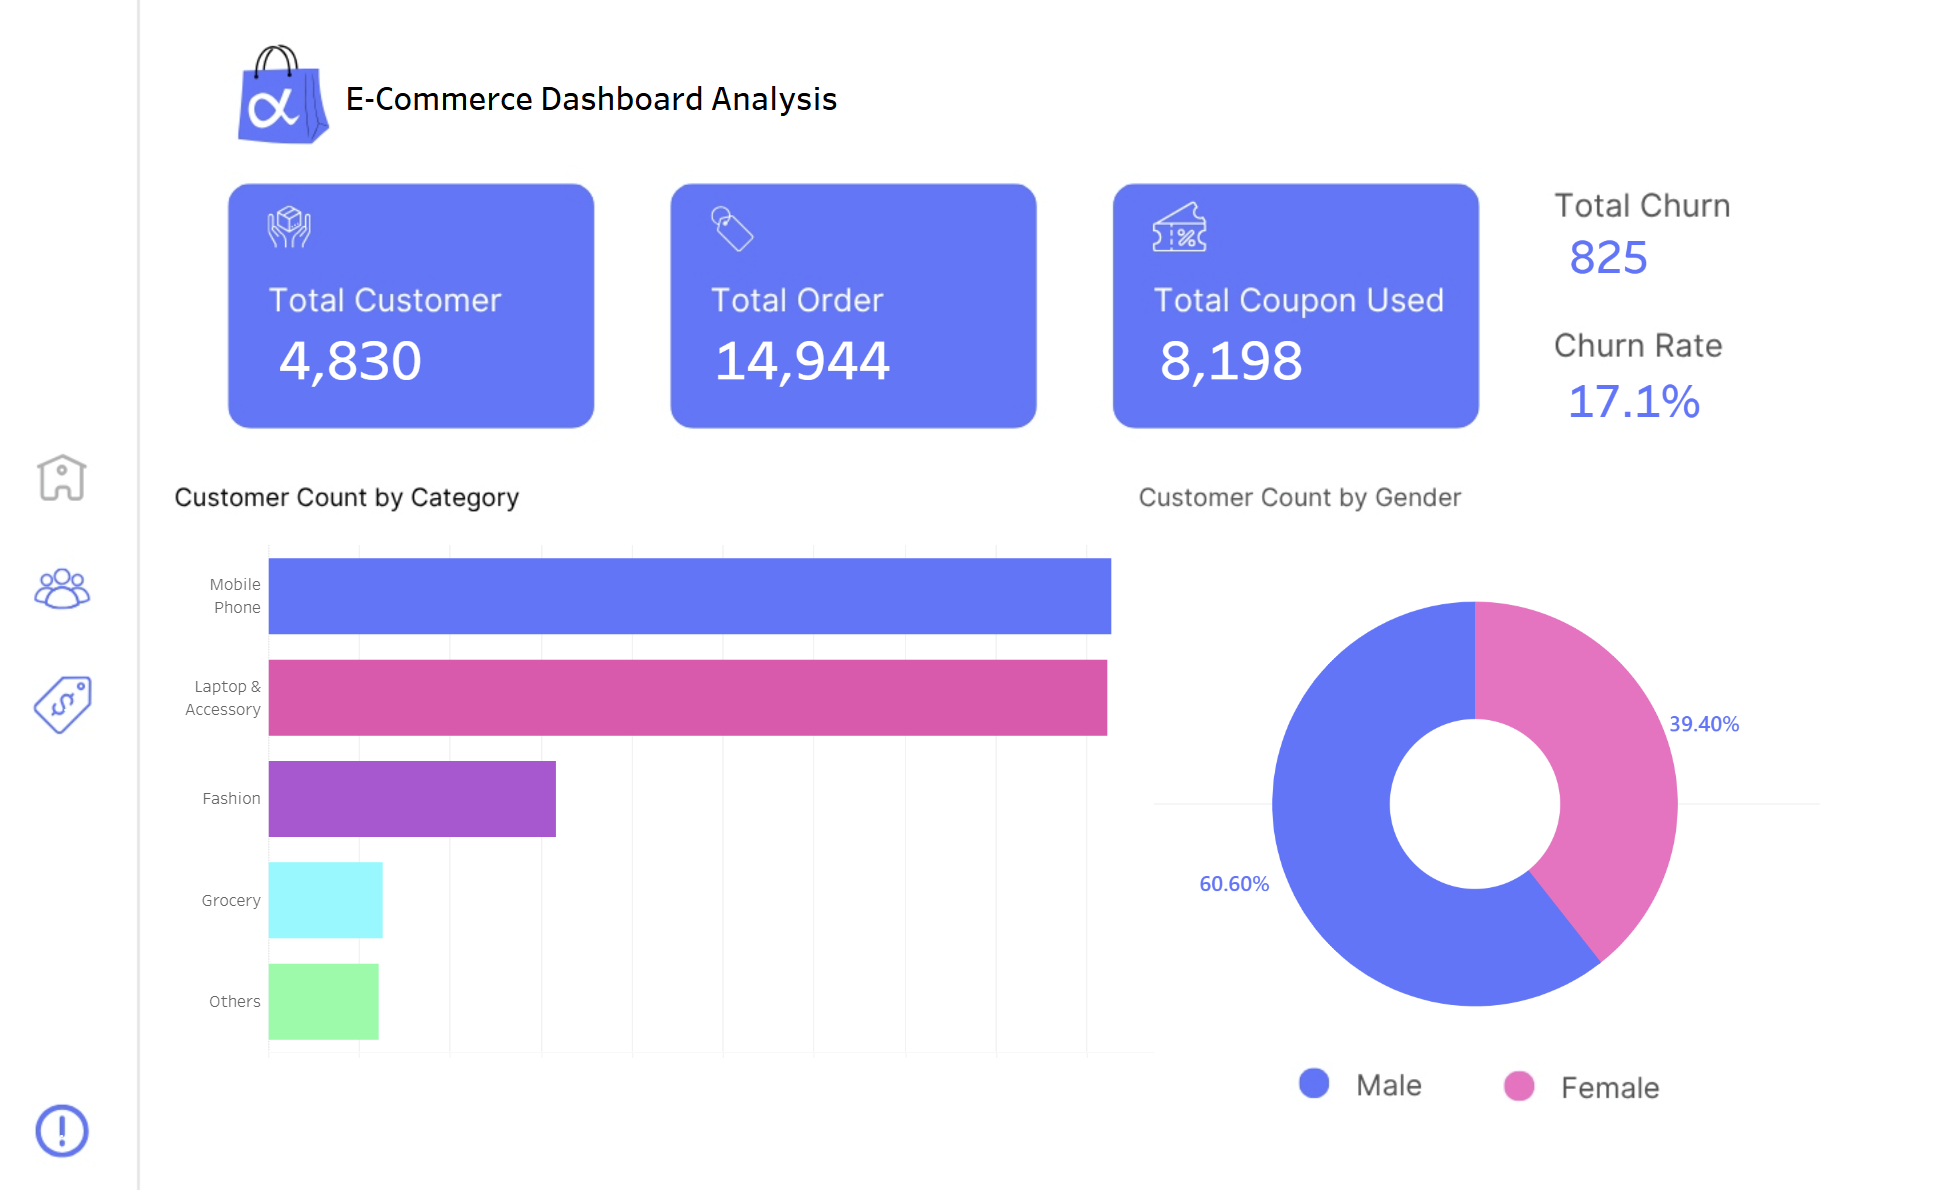 α
E-Commerce Dashboard Analysis
Total Customer
4,830
Total Order
14,944
%
Total Coupon Used
8,198
Total Churn
825
Churn Rate
17.1%
Customer Count by Category
Mobile
Phone
Laptop &
Accessory
Fashion
Grocery
Others
Customer Count by Gender
39.40%
60.60%
Male
Female
$
!